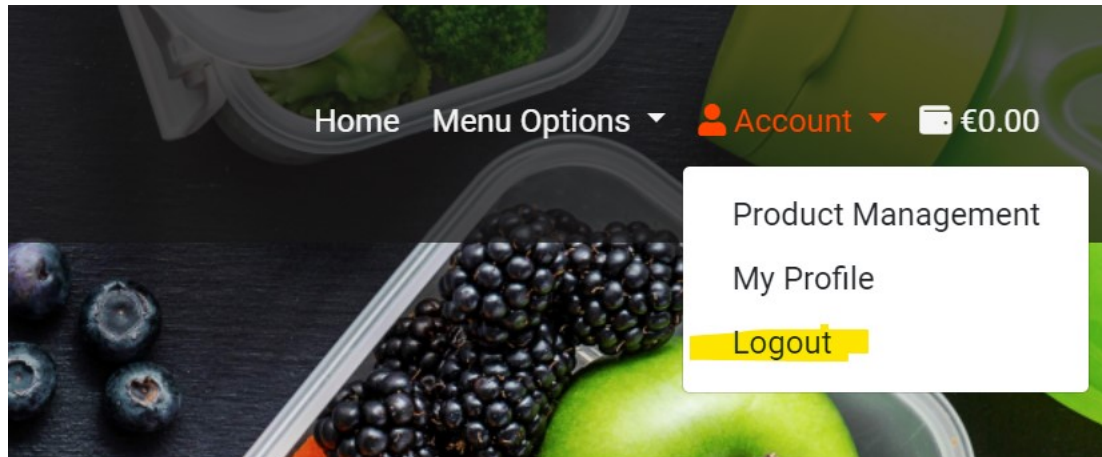 Home Menu Options Account €0.00
Product Management
My Profile
Logout